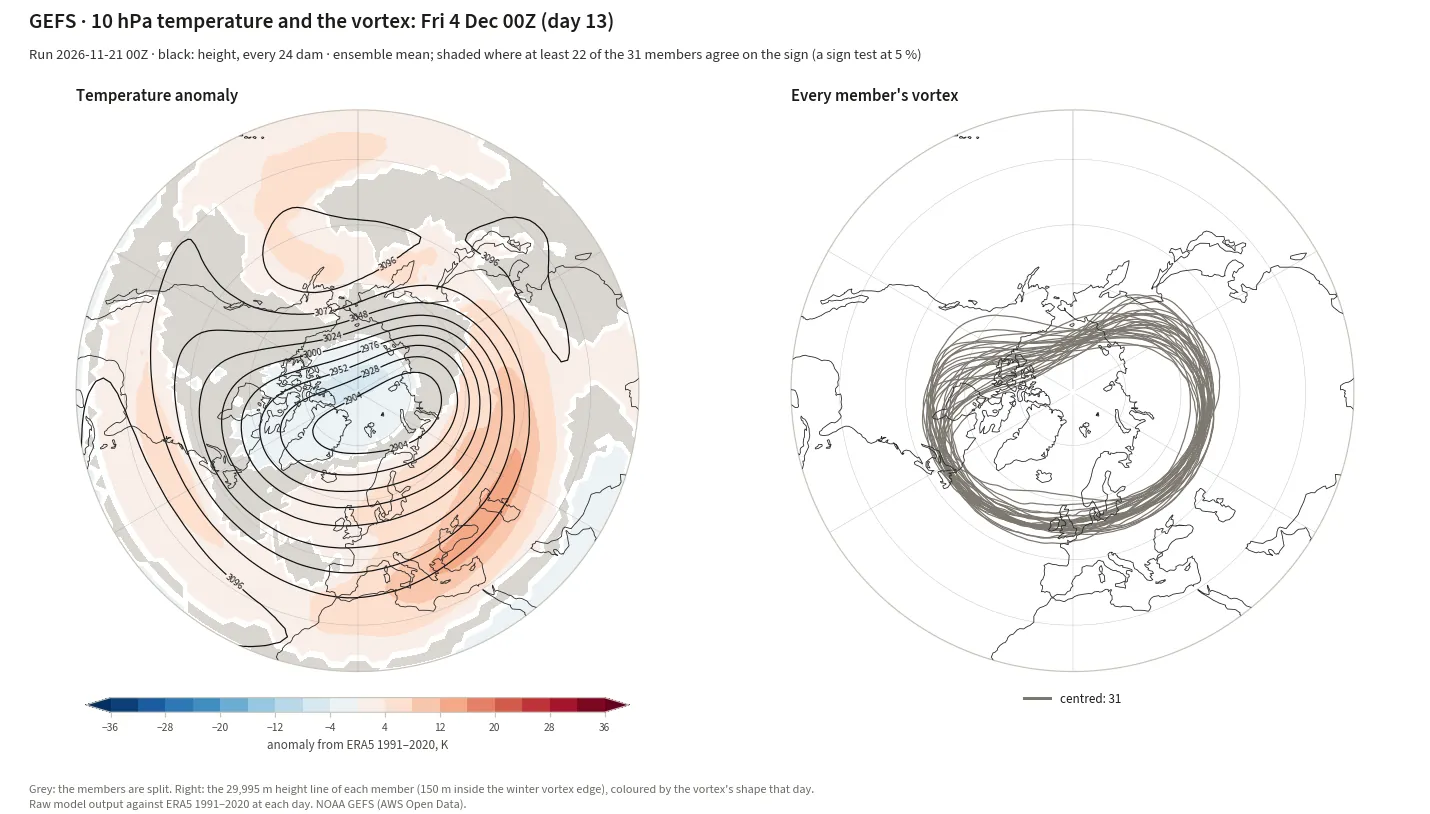 GEFS · 10 hPa temperature and the vortex: Fri 4 Dec 00Z (day 13)
Run 2026-11-21 00Z · black: height, every 24 dam · ensemble mean; shaded where at least 22 of the 31 members agree on the sign (a sign test at 5 %)
Temperature anomaly
Every member's vortex
3096
3096
3072
3048
3024
3000
2976
2952
2928
2904
2904
3096
centred: 31
−36 −28 −20 −12 −4 4 12 20 28 36
anomaly from ERA5 1991–2020, K
Grey: the members are split. Right: the 29,995 m height line of each member (150 m inside the winter vortex edge), coloured by the vortex's shape that day.
Raw model output against ERA5 1991–2020 at each day. NOAA GEFS (AWS Open Data).